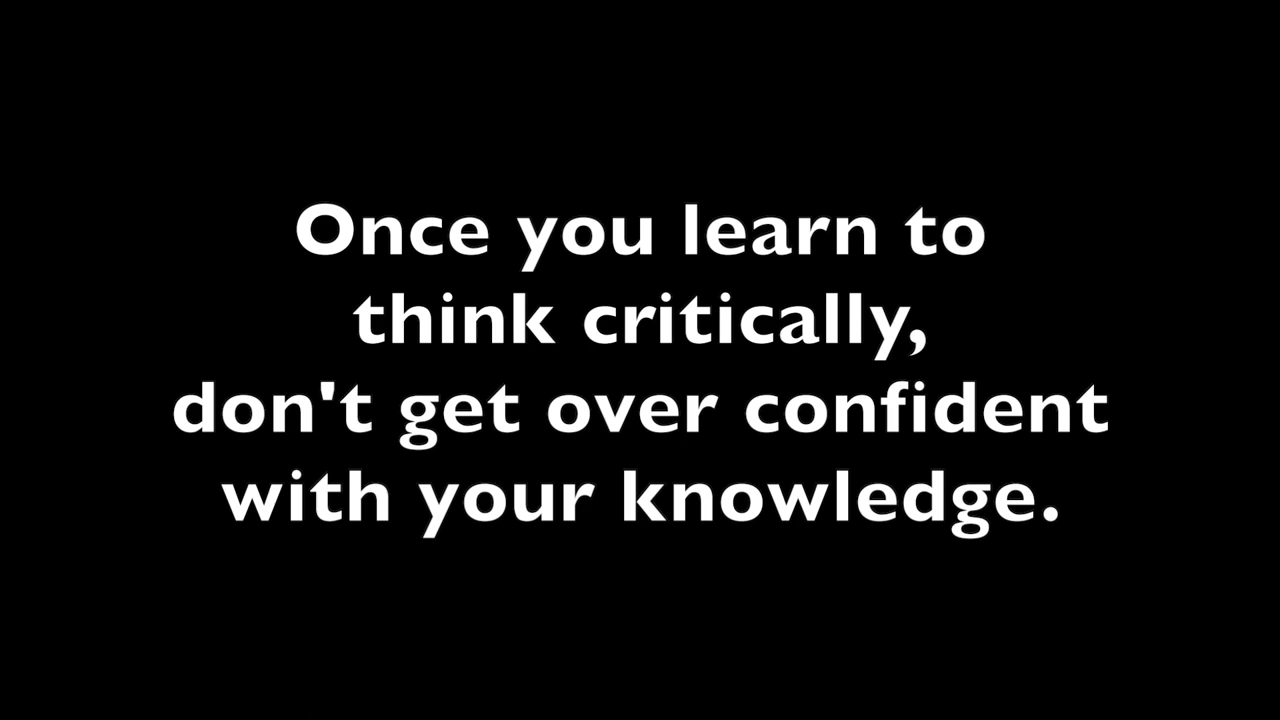 Once you learn to
think critically,
don't get over confident
with your knowledge.